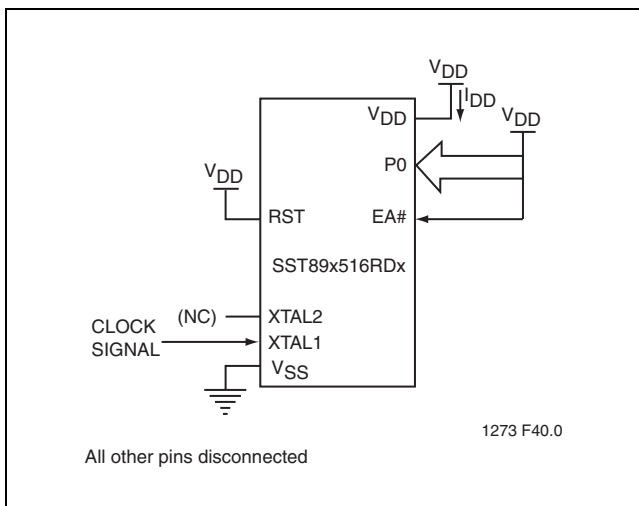 VDD
IDD
VDD
VDD
P0
VDD
RST
EA#
SST89x516RDx
(NC)
XTAL2
CLOCK
SIGNAL
XTAL1
VSS
1273 F40.0
All other pins disconnected